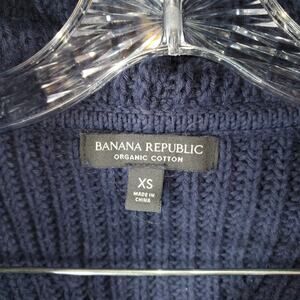 BANANA REPUBLIC
ORGANIC COTTON
XS
MADE IN
CHINA